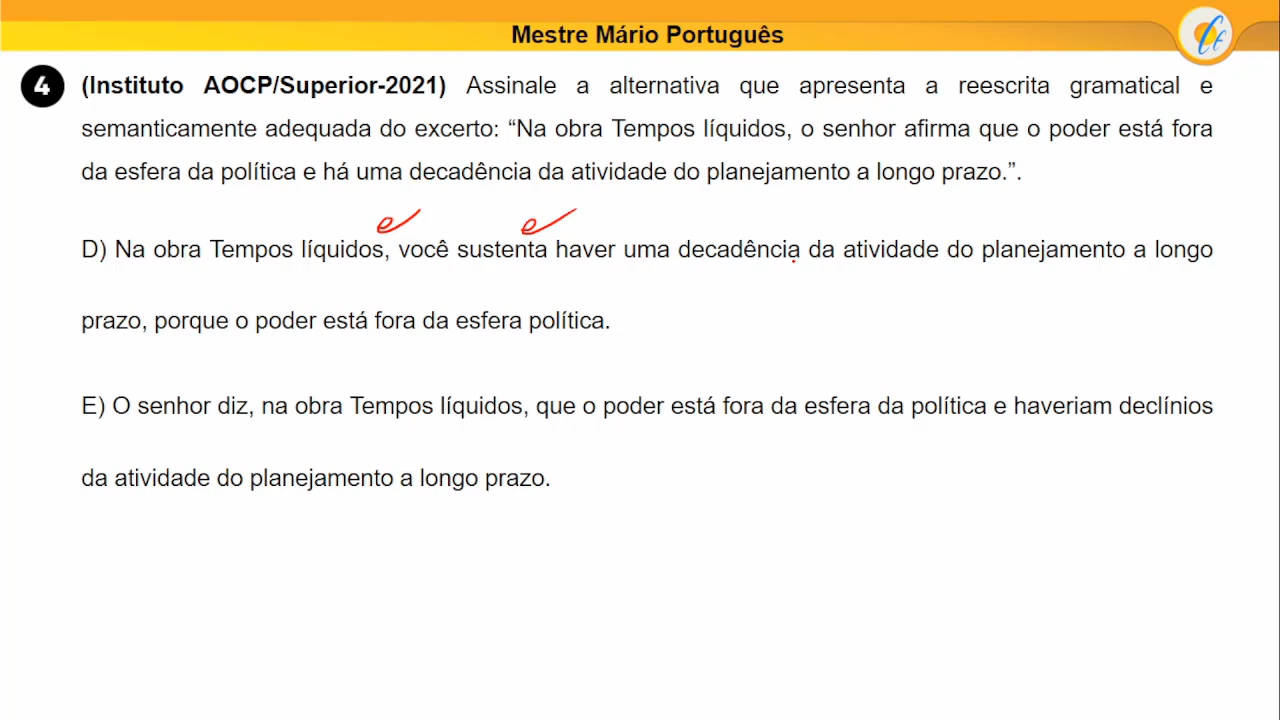 Mestre Mário Português
4 (Instituto AOCP/Superior-2021) Assinale a alternativa que apresenta a reescrita gramatical e
semanticamente adequada do excerto: “Na obra Tempos líquidos, o senhor afirma que o poder está fora
da esfera da política e há uma decadência da atividade do planejamento a longo prazo.”.
D) Na obra Tempos líquidos, você sustenta haver uma decadência da atividade do planejamento a longo
prazo, porque o poder está fora da esfera política.
E) O senhor diz, na obra Tempos líquidos, que o poder está fora da esfera da política e haveriam declínios
da atividade do planejamento a longo prazo.